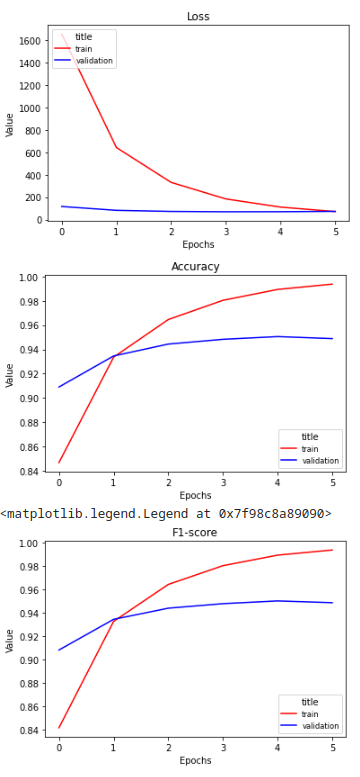 Loss
1600
1400
1200
1000
800
600
400
200
0
Value
title
train
validation
0 1 2 3 4 5
Epochs
Accuracy
1.00
0.98
0.96
0.94
0.92
0.90
0.88
0.86
0.84
Value
title
train
validation
0 1 2 3 4 5
Epochs
<matplotlib.legend.Legend at 0x7f98c8a89090>
F1-score
1.00
0.98
0.96
0.94
0.92
0.90
0.88
0.86
0.84
Value
title
train
validation
0 1 2 3 4 5
Epochs